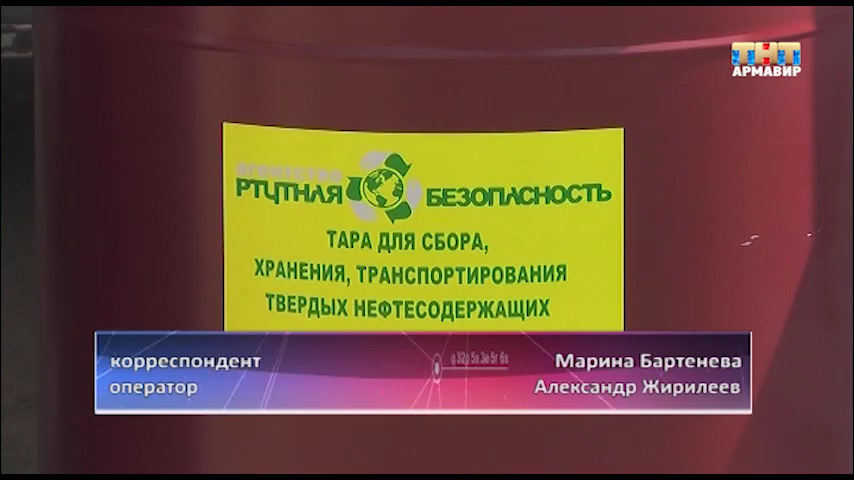 ТНТ
АРМАВИР
АГЕНТСТВО
РТУТНАЯ БЕЗОПАСНОСТЬ
ТАРА ДЛЯ СБОРА,
ХРАНЕНИЯ, ТРАНСПОРТИРОВАНИЯ
ТВЕРДЫХ НЕФТЕСОДЕРЖАЩИХ
корреспондент Марина Бартенева
оператор Александр Жирилеев